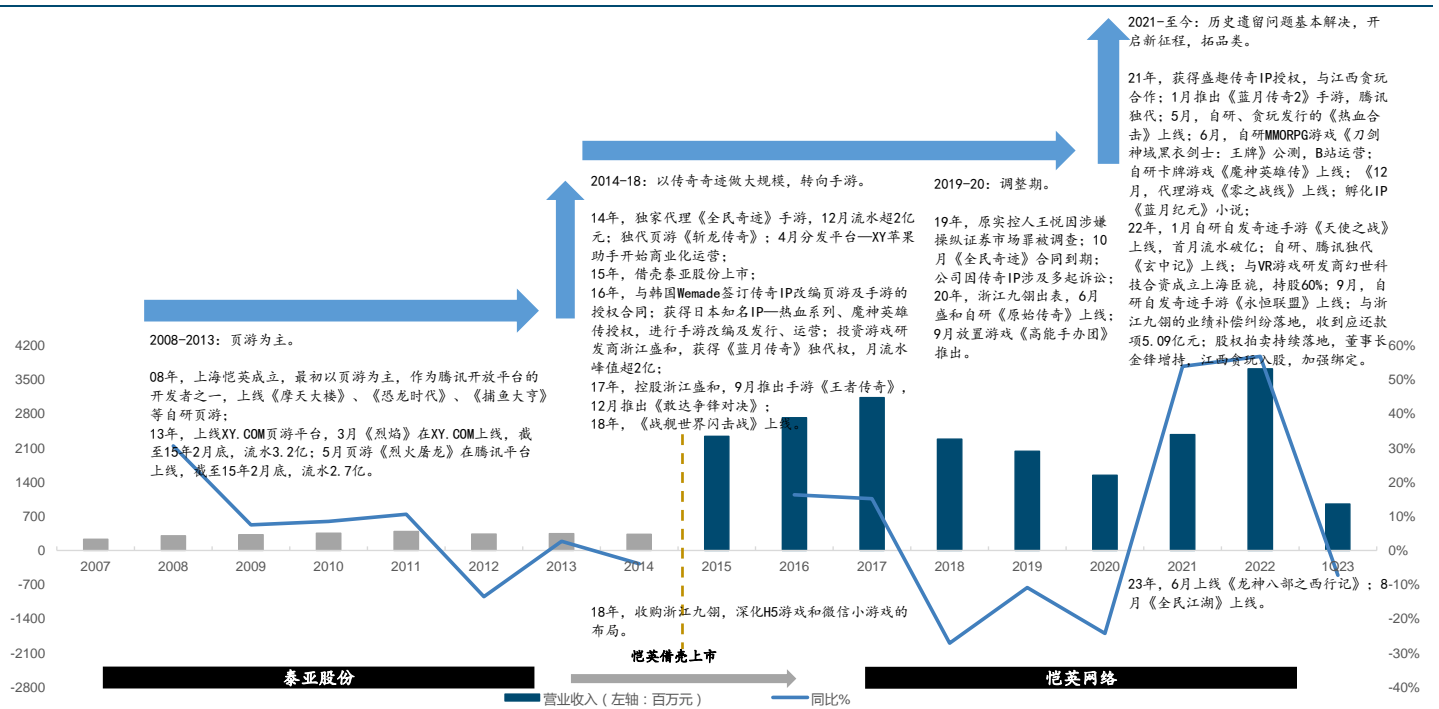 2008-2013：页游为主。
08年，上海恺英成立，最初以页游为主，作为腾讯开放平台的
开发者之一，上线《摩天大楼》、《恐龙时代》、《捕鱼大亨》
等自研页游；
13年，上线XY.COM页游平台，3月《烈焰》在XY.COM上线，截
至15年2月底，流水3.2亿；5月页游《烈火屠龙》在腾讯平台
上线，截至15年2月底，流水2.7亿。
2014-18：以传奇奇迹做大规模，转向手游。
14年，独家代理《全民奇迹》手游，12月流水超2亿
元；独代页游《斩龙传奇》；4月分发平台—XY苹果
助手开始商业化运营；
15年，借壳泰亚股份上市；
16年，与韩国Wemade签订传奇IP改编页游及手游的
授权合同；获得日本知名IP—热血系列、魔神英雄
传授权，进行手游改编及发行、运营；投资游戏研
发商浙江盛和，获得《蓝月传奇》独代权，月流水
峰值超2亿；
17年，控股浙江盛和，9月推出手游《王者传奇》，
12月推出《敢达争锋对决》；
18年，《战舰世界闪击战》上线。
18年，收购浙江九翎，深化H5游戏和微信小游戏的
布局。
2019-20：调整期。
19年，原实控人王悦因涉嫌
操纵证券市场罪被调查；10
月《全民奇迹》合同到期；
公司因传奇IP涉及多起诉讼；
20年，浙江九翎出表，6月
盛和自研《原始传奇》上线；
9月放置游戏《高能手办团》
推出。
2021-至今：历史遗留问题基本解决，开
启新征程，拓品类。
21年，获得盛趣传奇IP授权，与江西贪玩
合作；1月推出《蓝月传奇2》手游，腾讯
独代；5月，自研、贪玩发行的《热血合
击》上线；6月，自研MMORPG游戏《刀剑
神域黑衣剑士：王牌》公测，B站运营；
自研卡牌游戏《魔神英雄传》上线；《12
月，代理游戏《零之战线》上线；孵化IP
《蓝月纪元》小说；
22年，1月自研自发奇迹手游《天使之战》
上线，首月流水破亿；自研、腾讯独代
《玄中记》上线；与VR游戏研发商幻世科
技合资成立上海臣旎，持股60%；9月，自
研自发奇迹手游《永恒联盟》上线；与浙
江九翎的业绩补偿纠纷落地，收到应还款
项5.09亿元；股权拍卖持续落地，董事长
金锋增持，江西贪玩入股，加强绑定。
23年，6月上线《龙神八部之西行记》；8
月《全民江湖》上线。
4200
3500
2800
2100
1400
700
0
-700
-1400
-2100
-2800
60%
50%
40%
30%
20%
10%
0%
-10%
-20%
-30%
-40%
2007 2008 2009 2010 2011 2012 2013 2014 2015 2016 2017 2018 2019 2020 2021 2022 1Q23
恺英借壳上市
泰亚股份
恺英网络
营业收入（左轴：百万元） 同比%